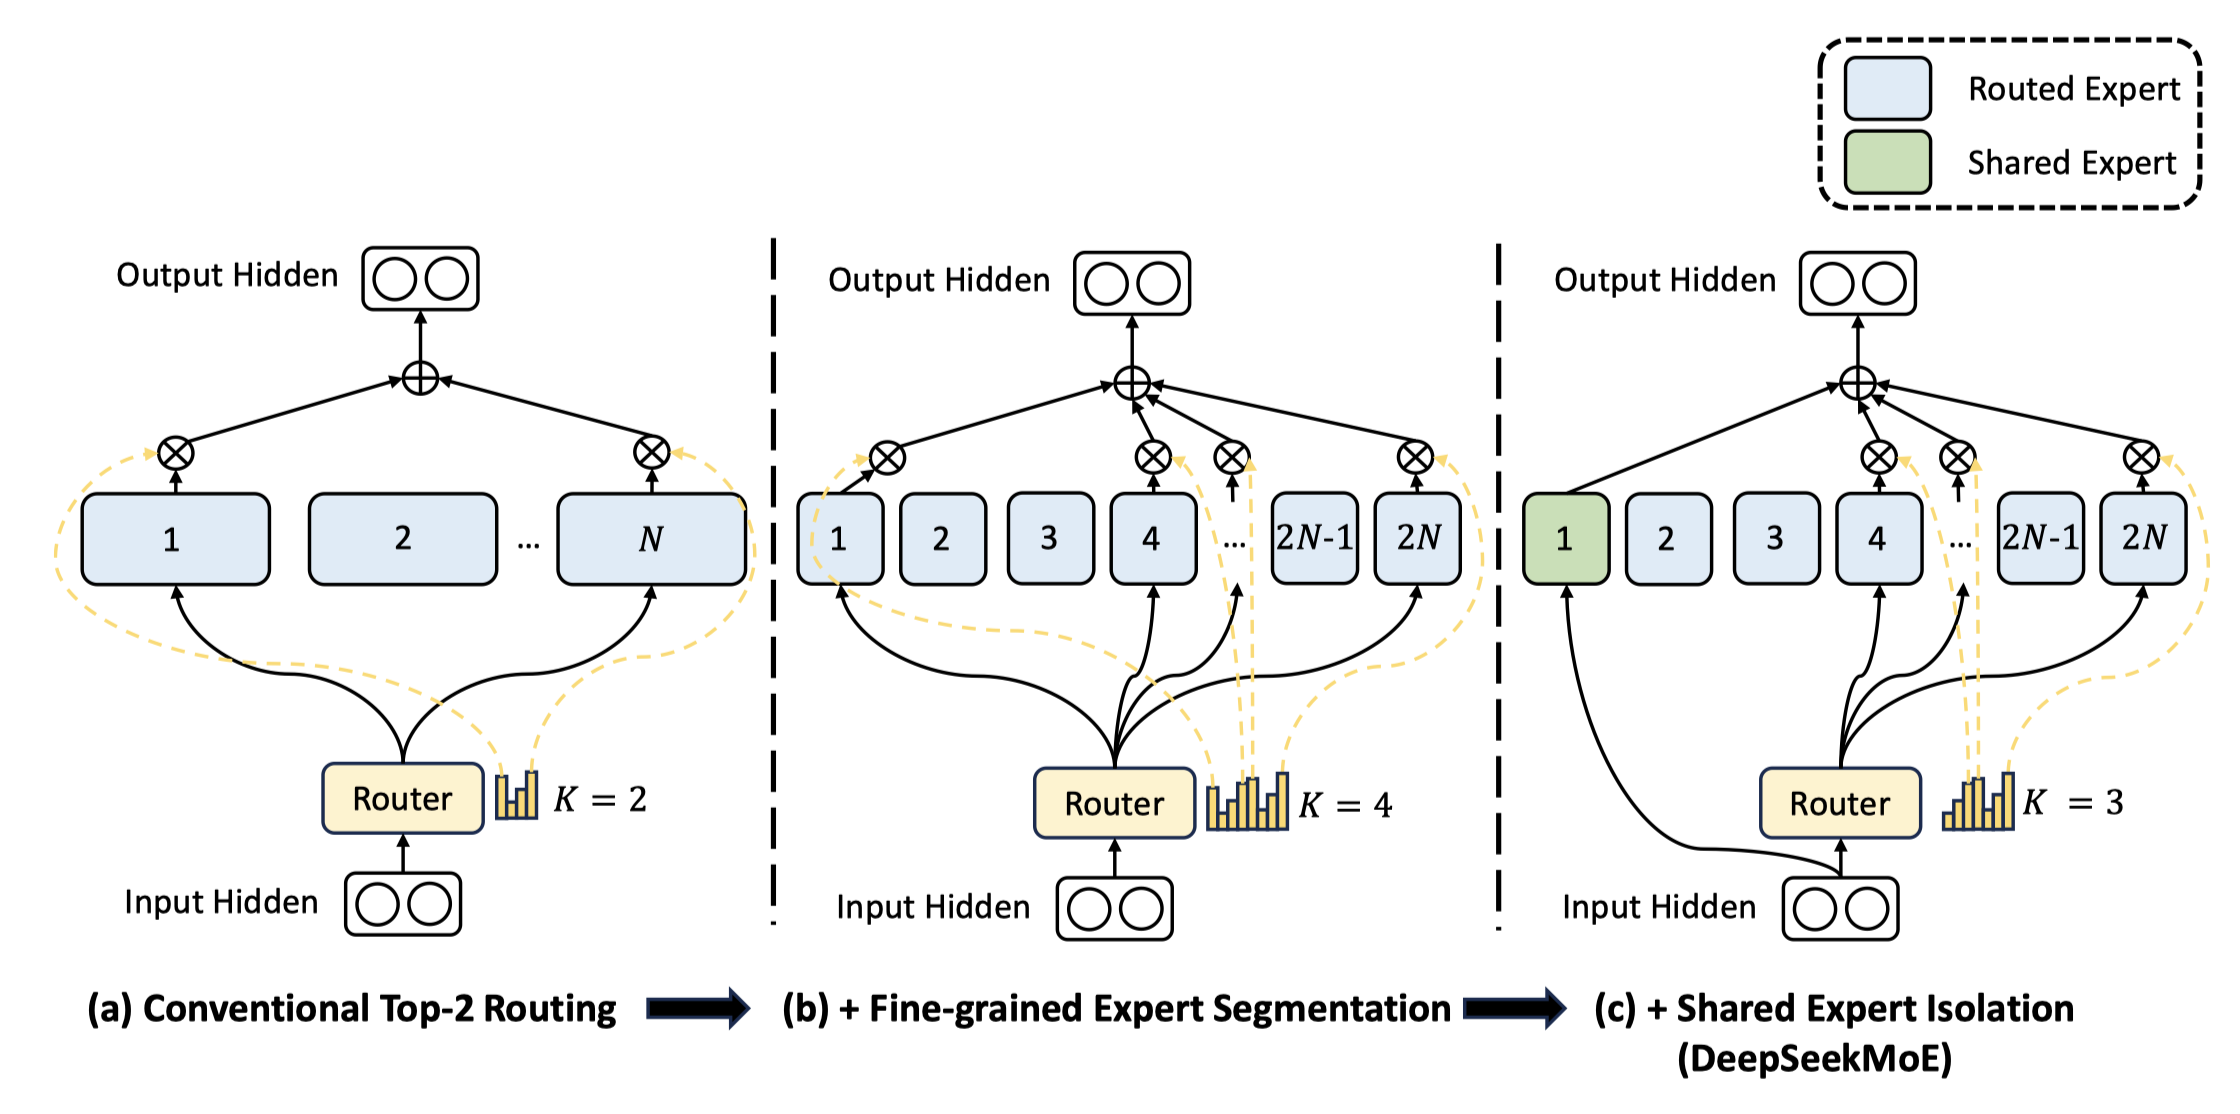 Routed Expert
Shared Expert
Output Hidden
1
2
...
N
Router
K = 2
Input Hidden
(a) Conventional Top-2 Routing
Output Hidden
1
2
3
4
...
2N-1
2N
Router
K = 4
Input Hidden
(b) + Fine-grained Expert Segmentation
Output Hidden
1
2
3
4
...
2N-1
2N
Router
K = 3
Input Hidden
(c) + Shared Expert Isolation
(DeepSeekMoE)